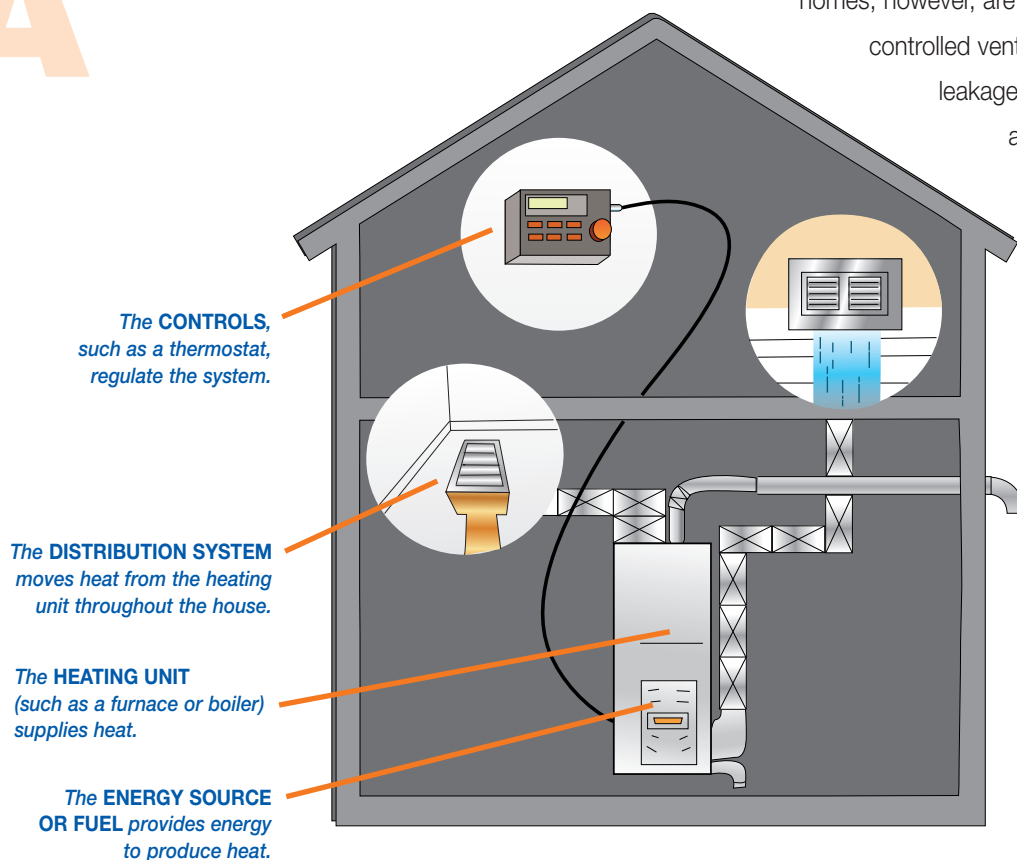 A
homes, however, are
controlled vent
leakage
a
The CONTROLS,
such as a thermostat,
regulate the system.
The DISTRIBUTION SYSTEM
moves heat from the heating
unit throughout the house.
The HEATING UNIT
(such as a furnace or boiler)
supplies heat.
The ENERGY SOURCE
OR FUEL provides energy
to produce heat.